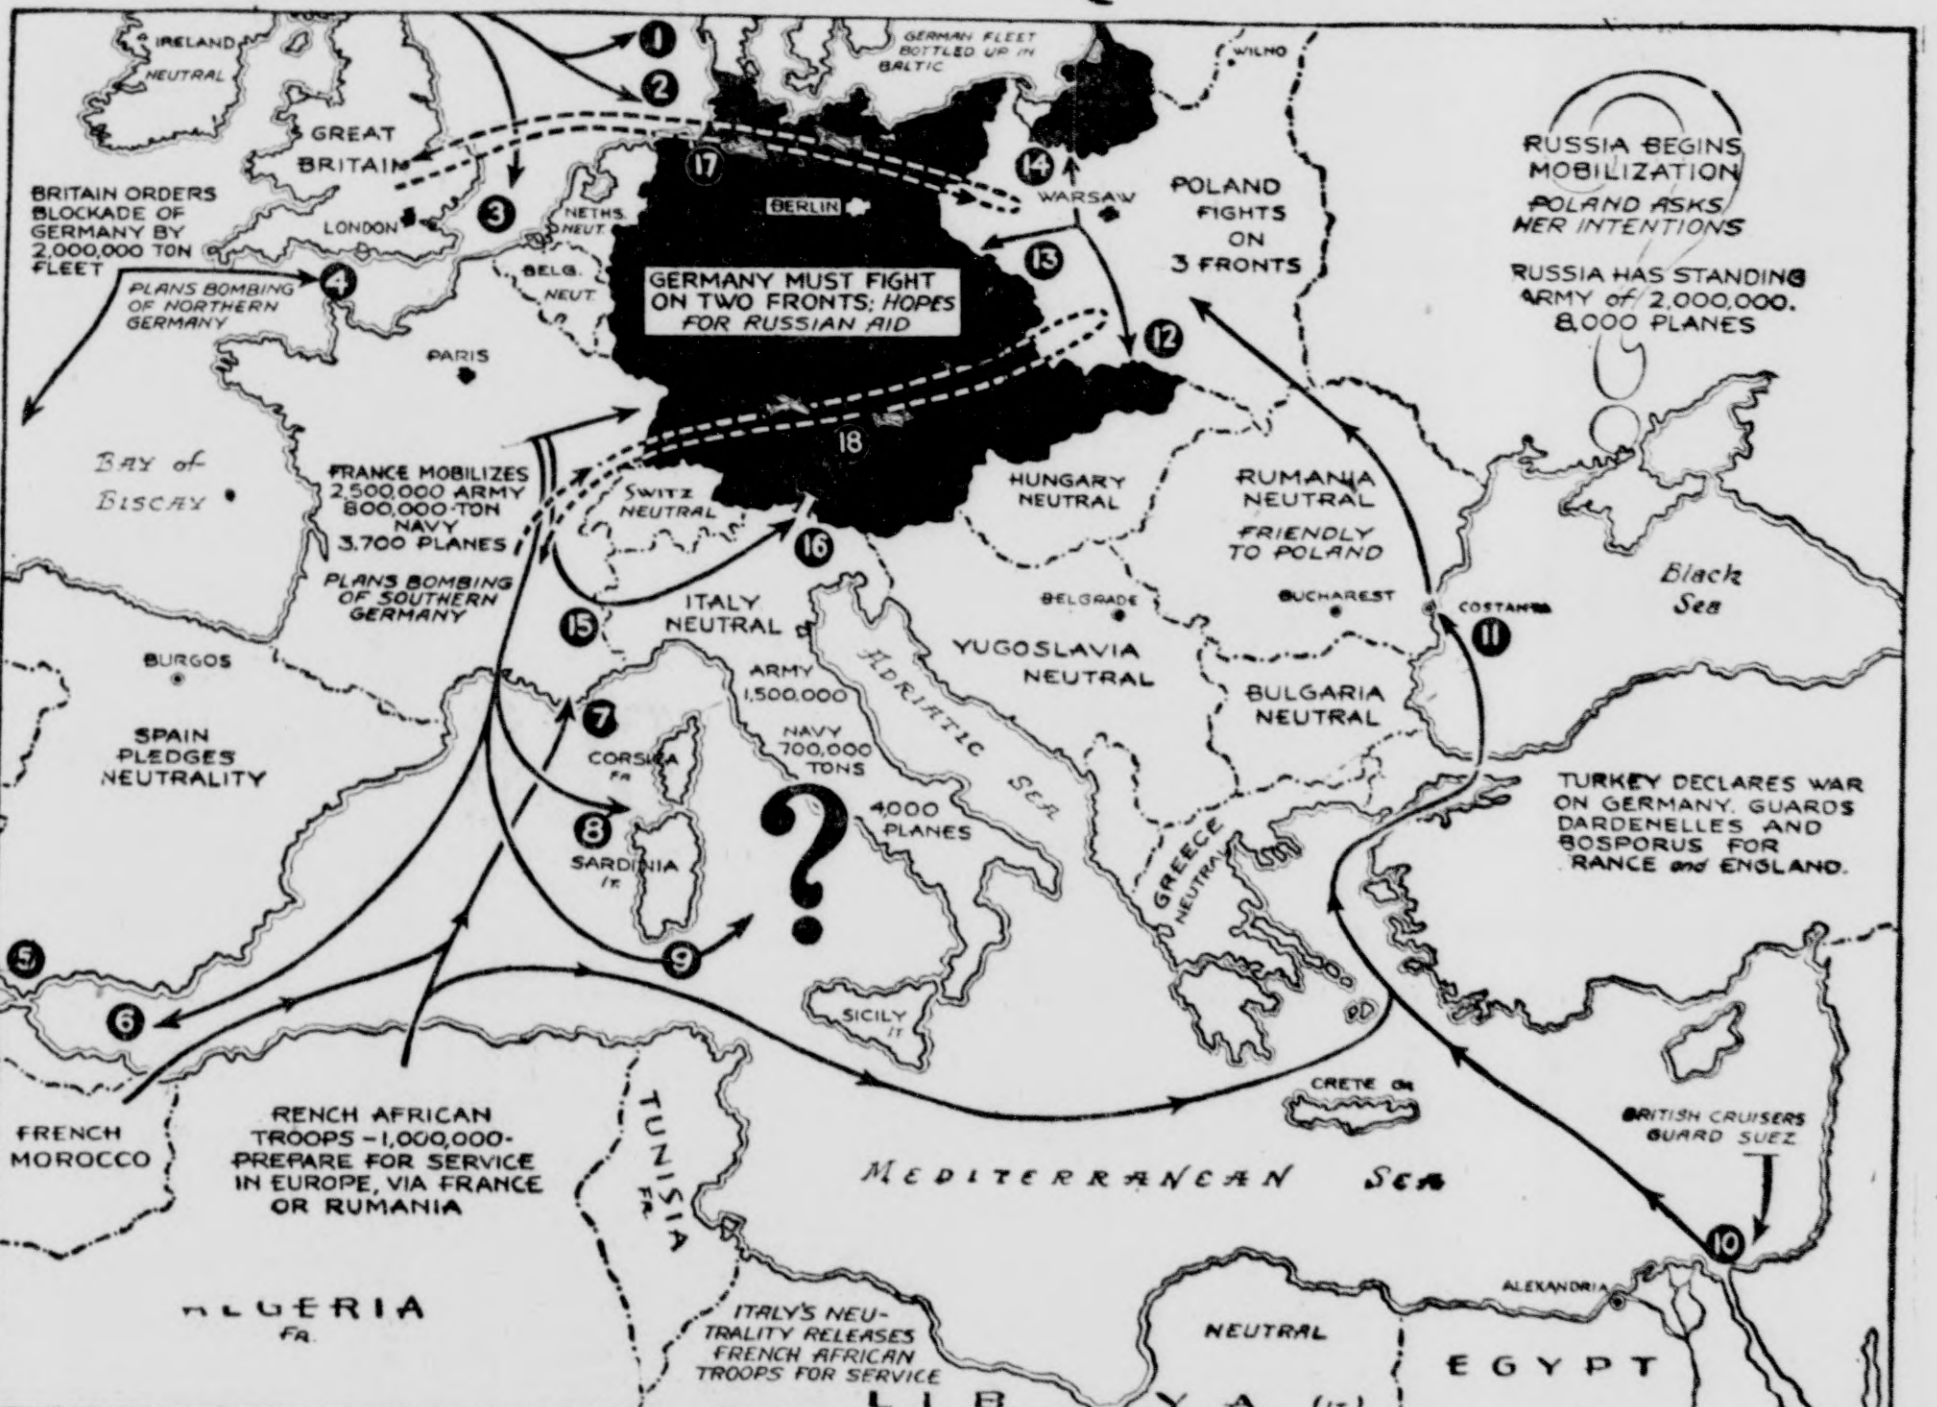 IRELAND
NEUTRAL
GREAT
BRITAIN
BRITAIN ORDERS
BLOCKADE OF
GERMANY BY
2,000,000 TON
FLEET
PLANS BOMBING
OF NORTHERN
GERMANY
LONDON
1
2
3
4
NETHS.
NEUT.
BELG.
NEUT.
PARIS
GERMAN FLEET
BOTTLED UP IN
BALTIC
WILNO
17
BERLIN
14
WARSAW
13
12
GERMANY MUST FIGHT
ON TWO FRONTS; HOPES
FOR RUSSIAN AID
18
POLAND
FIGHTS
ON
3 FRONTS
RUSSIA BEGINS
MOBILIZATION
POLAND ASKS
HER INTENTIONS
RUSSIA HAS STANDING
ARMY of 2,000,000.
8,000 PLANES
?
BAY of
BISCAY
FRANCE MOBILIZES
2,500,000 ARMY
800,000-TON
NAVY
3,700 PLANES
PLANS BOMBING
OF SOUTHERN
GERMANY
SWITZ
NEUTRAL
16
15
HUNGARY
NEUTRAL
RUMANIA
NEUTRAL
FRIENDLY
TO POLAND
BUCHAREST
COSTANZA
11
Black
Sea
ITALY
NEUTRAL
ARMY
1,500,000
NAVY
700,000
TONS
4,000
PLANES
?
BELGRADE
YUGOSLAVIA
NEUTRAL
ADRIATIC SEA
BULGARIA
NEUTRAL
GREECE
NEUTRAL
TURKEY DECLARES WAR
ON GERMANY. GUARDS
DARDENELLES AND
BOSPORUS FOR
RANCE and ENGLAND.
BURGOS
SPAIN
PLEDGES
NEUTRALITY
7
CORSICA
FR
8
SARDINIA
IT.
9
5
6
SICILY
IT
FRENCH
MOROCCO
RENCH AFRICAN
TROOPS - 1,000,000-
PREPARE FOR SERVICE
IN EUROPE, VIA FRANCE
OR RUMANIA
TUNISIA
FR.
CRETE GR
MEDITERRANEAN SEA
BRITISH CRUISERS
GUARD SUEZ
10
ALEXANDRIA
ALGERIA
FR.
ITALY'S NEU-
TRALITY RELEASES
FRENCH AFRICAN
TROOPS FOR SERVICE
NEUTRAL
LIBYA (IT.)
EGYPT